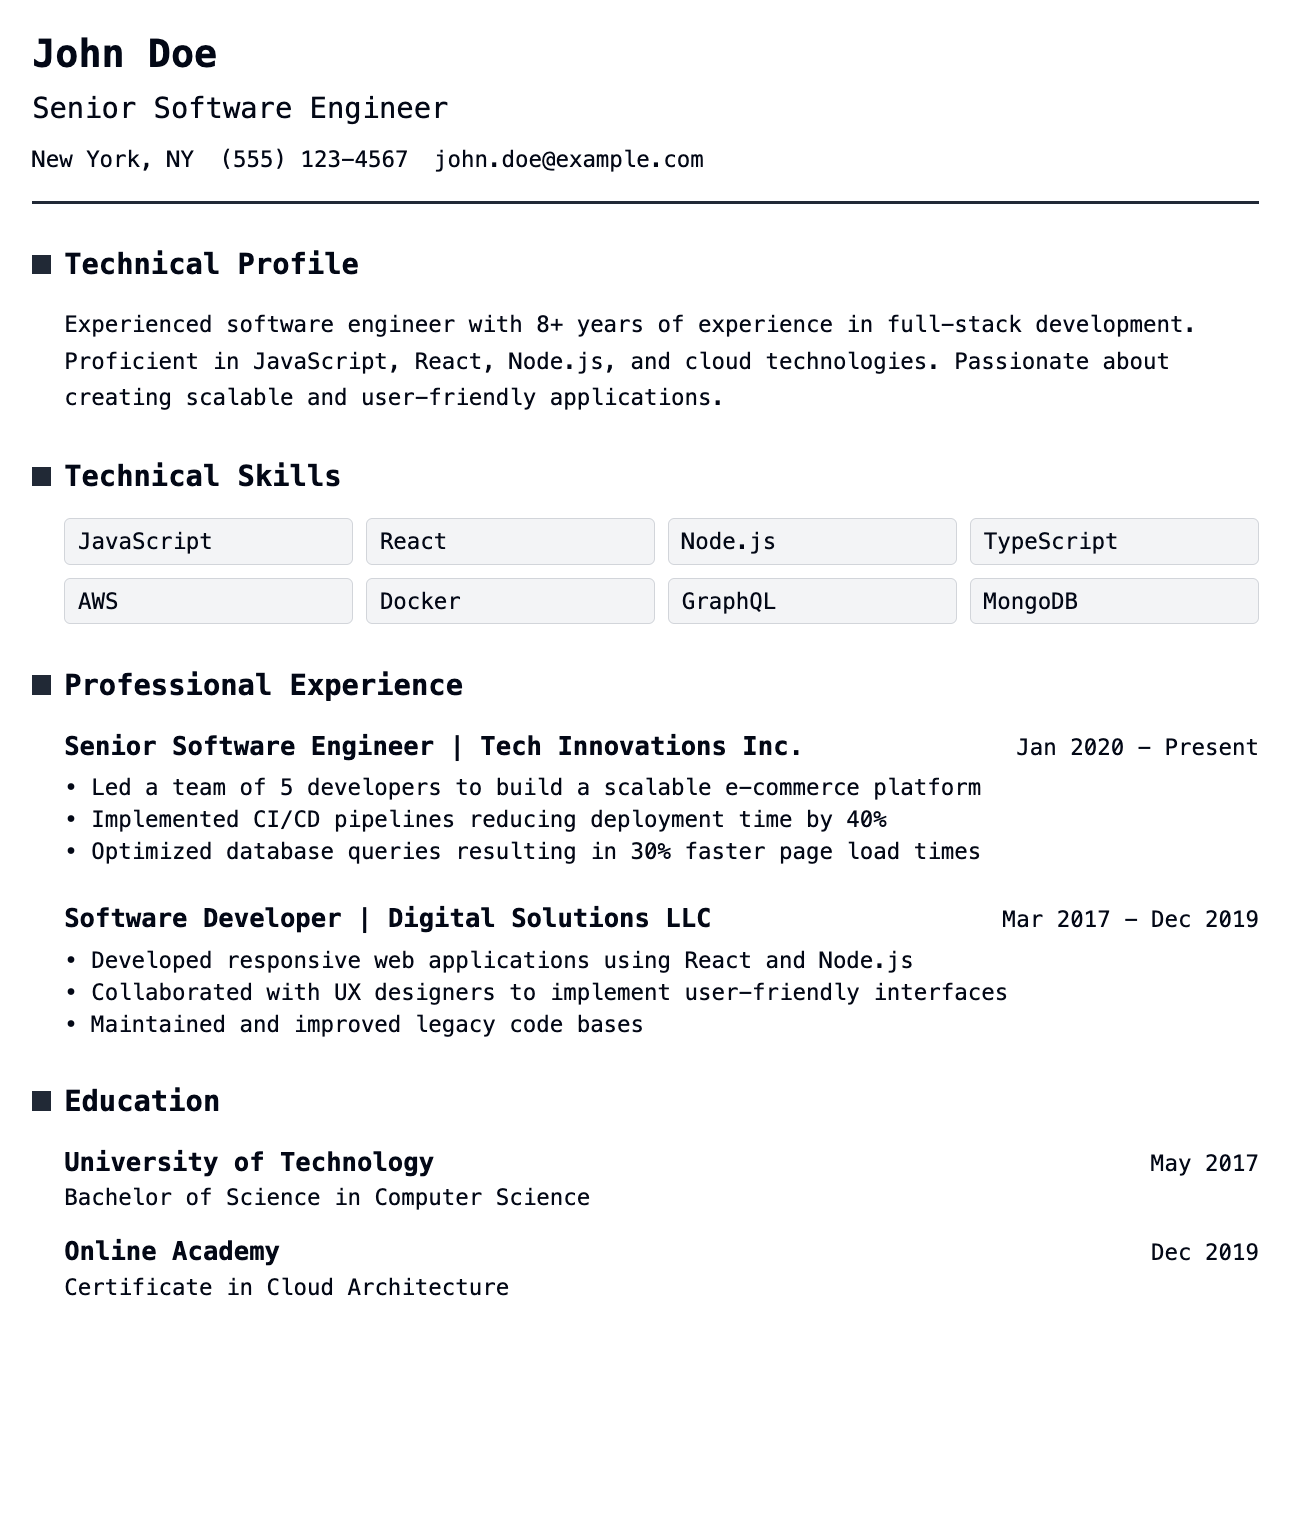 John Doe
Senior Software Engineer
New York, NY (555) 123-4567 john.doe@example.com
Technical Profile
Experienced software engineer with 8+ years of experience in full-stack development.
Proficient in JavaScript, React, Node.js, and cloud technologies. Passionate about
creating scalable and user-friendly applications.
Technical Skills
JavaScript React Node.js TypeScript
AWS Docker GraphQL MongoDB
Professional Experience
Senior Software Engineer | Tech Innovations Inc. Jan 2020 - Present
• Led a team of 5 developers to build a scalable e-commerce platform
• Implemented CI/CD pipelines reducing deployment time by 40%
• Optimized database queries resulting in 30% faster page load times
Software Developer | Digital Solutions LLC Mar 2017 - Dec 2019
• Developed responsive web applications using React and Node.js
• Collaborated with UX designers to implement user-friendly interfaces
• Maintained and improved legacy code bases
Education
University of Technology May 2017
Bachelor of Science in Computer Science
Online Academy Dec 2019
Certificate in Cloud Architecture